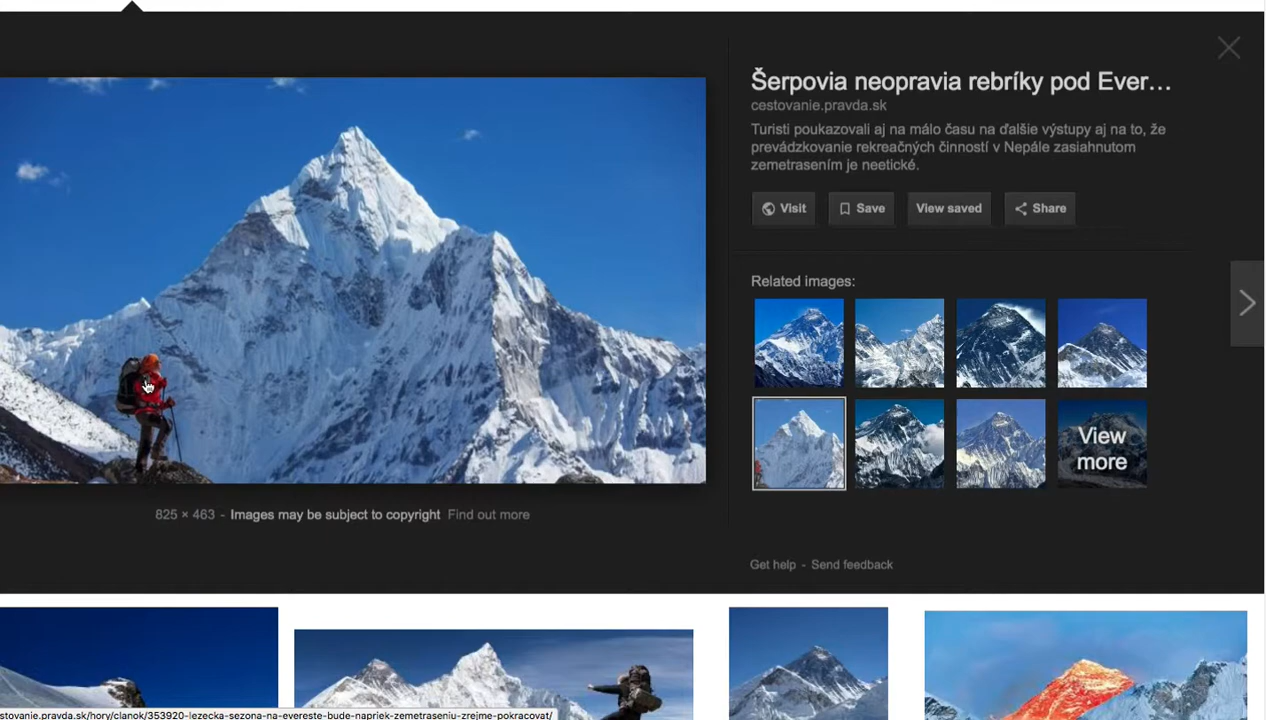 Šerpovia neopravia rebríky pod Ever…
cestovanie.pravda.sk
Turisti poukazovali aj na málo času na ďalšie výstupy aj na to, že
prevádzkovanie rekreačných činností v Nepále zasiahnutom
zemetrasením je neetické.
Visit Save View saved Share
Related images:
View
more
825 × 463 - Images may be subject to copyright Find out more
Get help - Send feedback
stovanie.pravda.sk/hory/clanok/353920-lezecka-sezona-na-evereste-bude-napriek-zemetraseniu-zrejme-pokracovat/